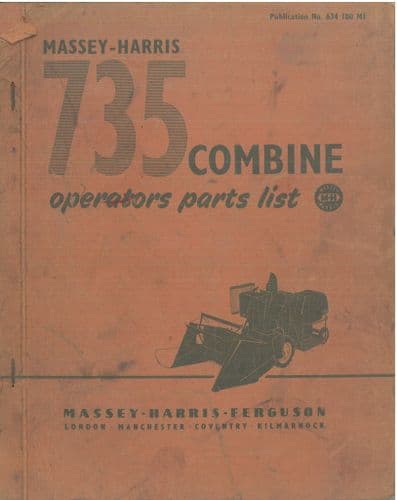 Publication No. 634 100 M1
MASSEY-HARRIS
735 COMBINE
operators parts list
M-H
MASSEY-HARRIS-FERGUSON
LONDON · MANCHESTER · COVENTRY · KILMARNOCK